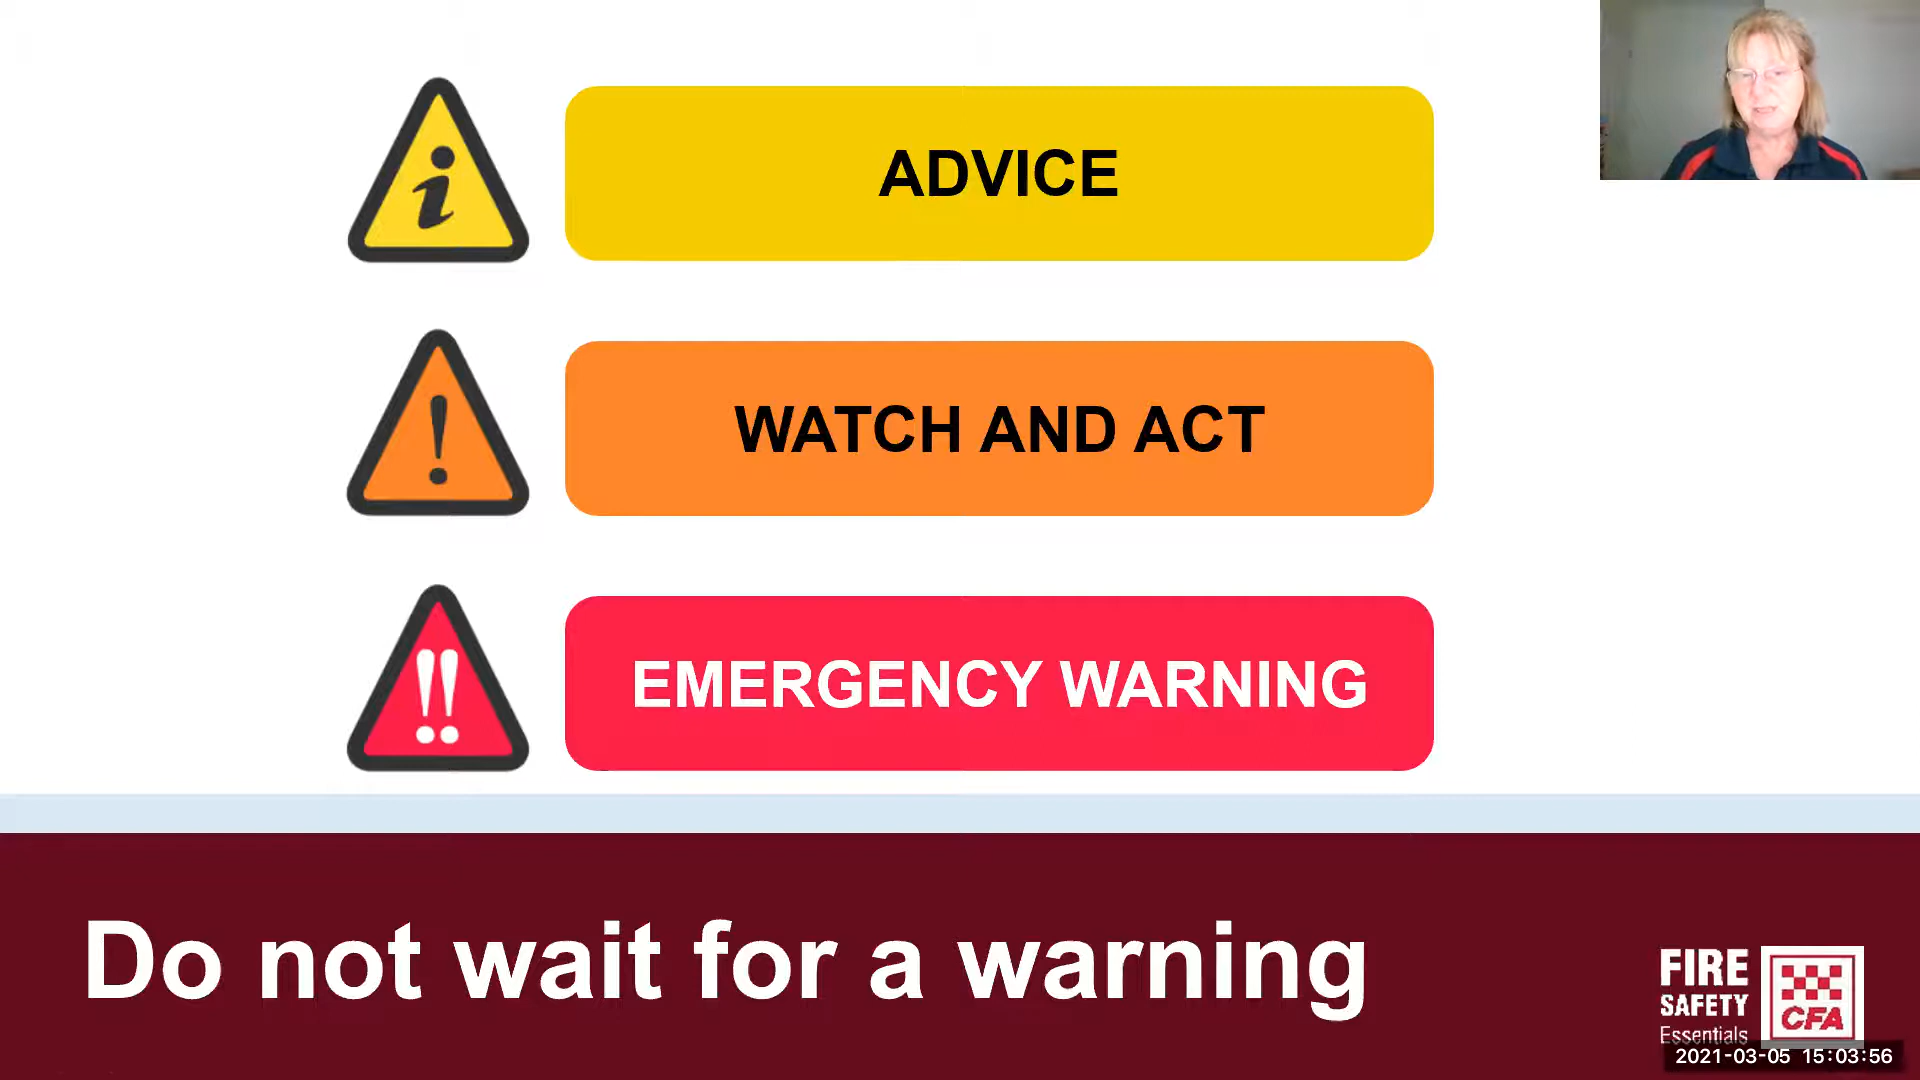 i
ADVICE
!
WATCH AND ACT
!!
EMERGENCY WARNING
Do not wait for a warning
FIRE
SAFETY
Essentials
CFA
2021-03-05 15:03:56